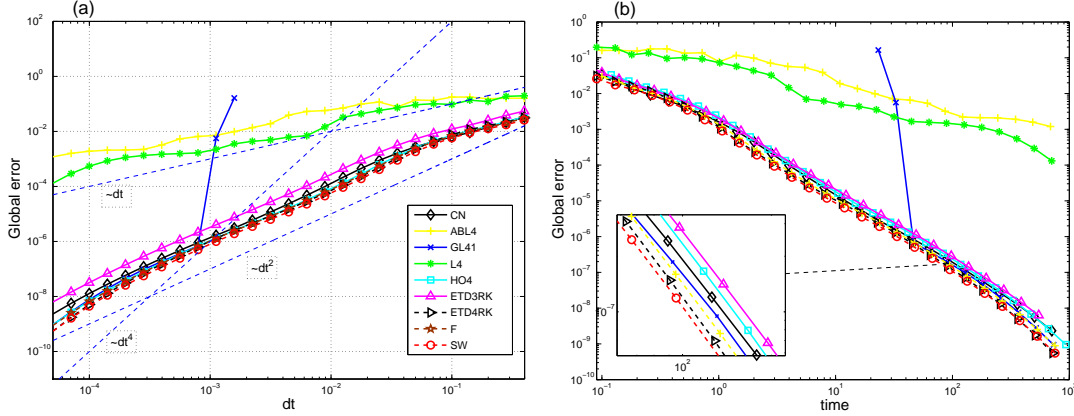 (a)
(b)
Global error
10^2
10^0
10^-2
10^-4
10^-6
10^-8
10^-10
~dt
~dt^2
~dt^4
CN
ABL4
GL41
L4
HO4
ETD3RK
ETD4RK
F
SW
10^-4
10^-3
10^-2
10^-1
dt
Global error
10^0
10^-1
10^-2
10^-3
10^-4
10^-5
10^-6
10^-7
10^-8
10^-9
10^-10
10^-7
10^2
10^-1
10^0
10^1
10^2
10^3
time